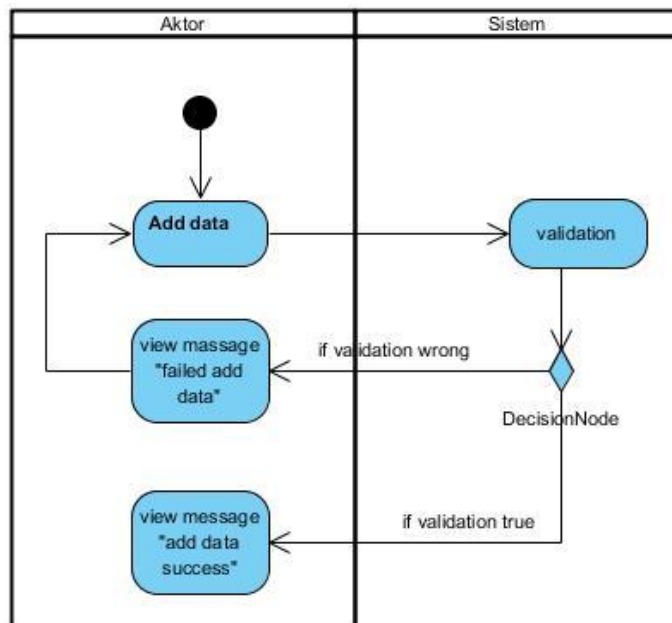 Aktor
Sistem
Add data
validation
view massage
"failed add
data"
if validation wrong
DecisionNode
view message
"add data
success"
if validation true